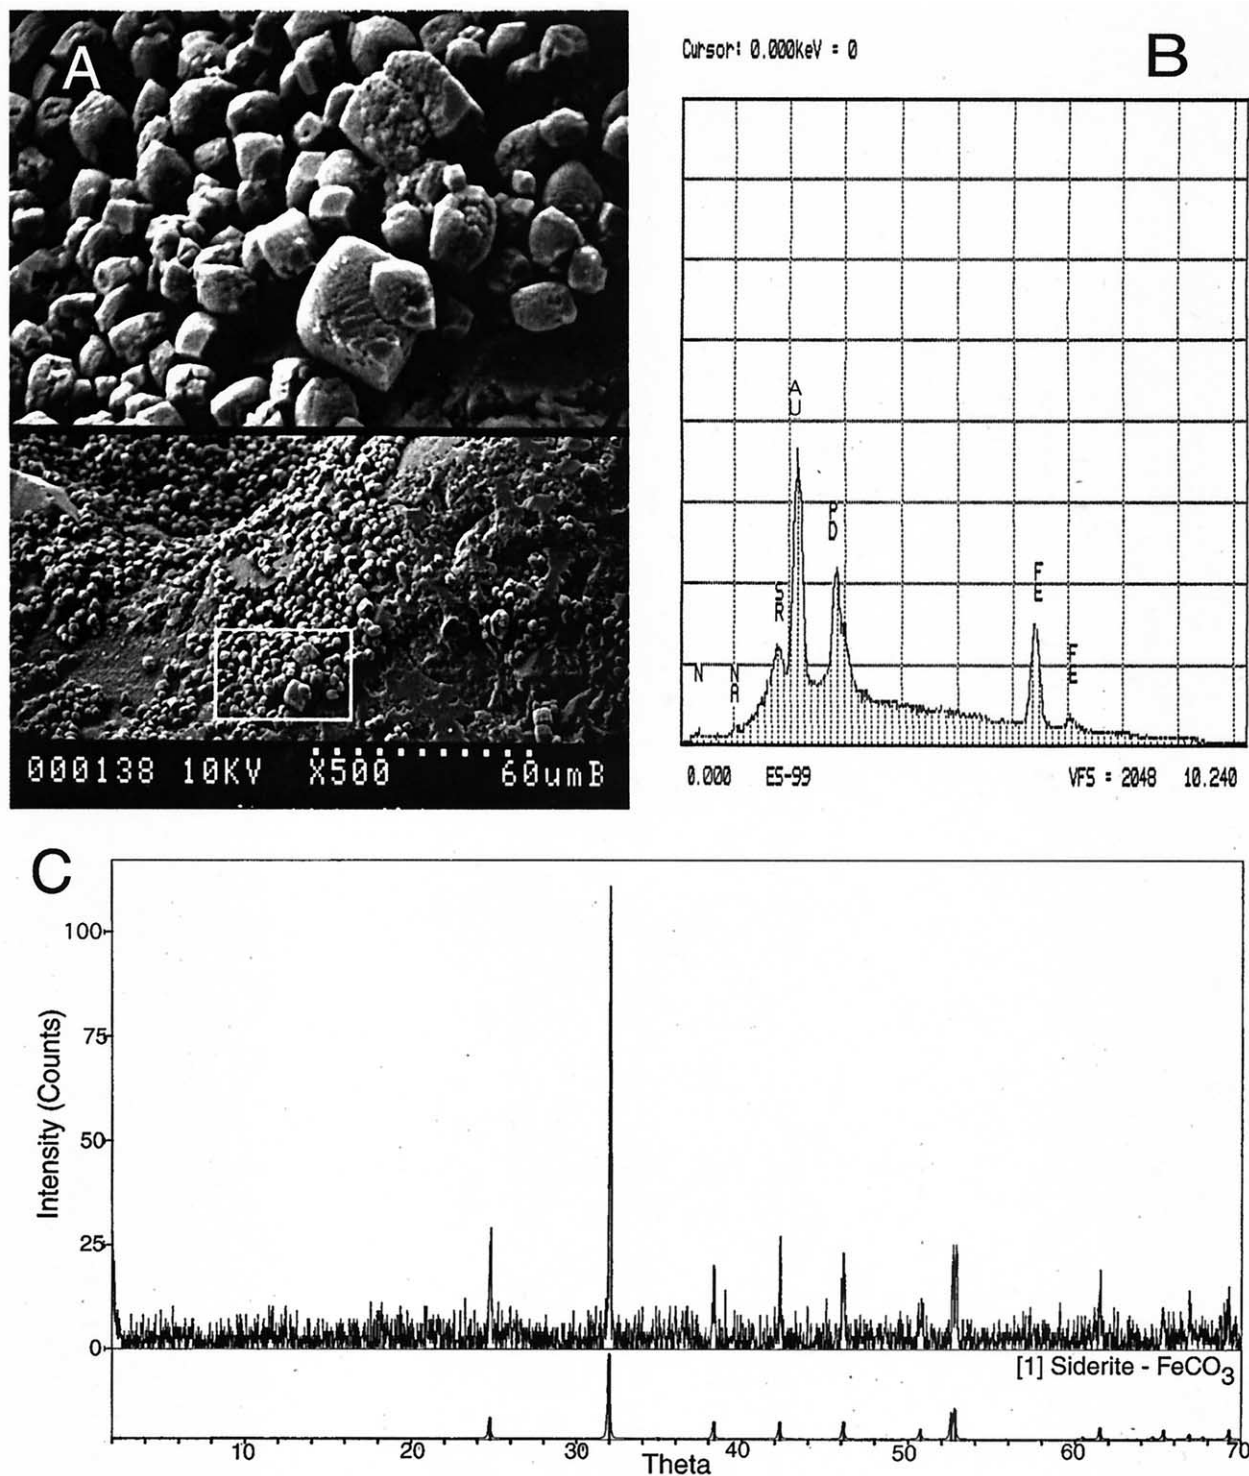 A
000138 10KV X500 60umB
B
Cursor: 0.000keV = 0
AU
PD
SR
FE
N
NA
FE
0.000 ES-99 VFS = 2048 10.240
C
100
75
50
25
0
Intensity (Counts)
[1] Siderite - FeCO3
10 20 30 40 50 60 70
Theta